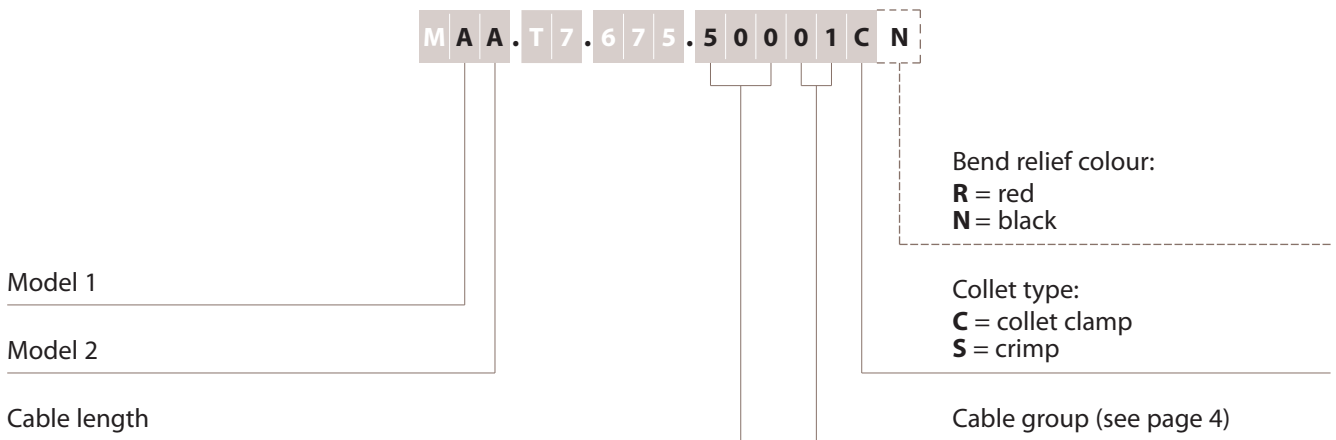 MAA.T7.675.50001CN
Bend relief colour:
R = red
N = black
Model 1
Collet type:
C = collet clamp
S = crimp
Model 2
Cable length
Cable group (see page 4)